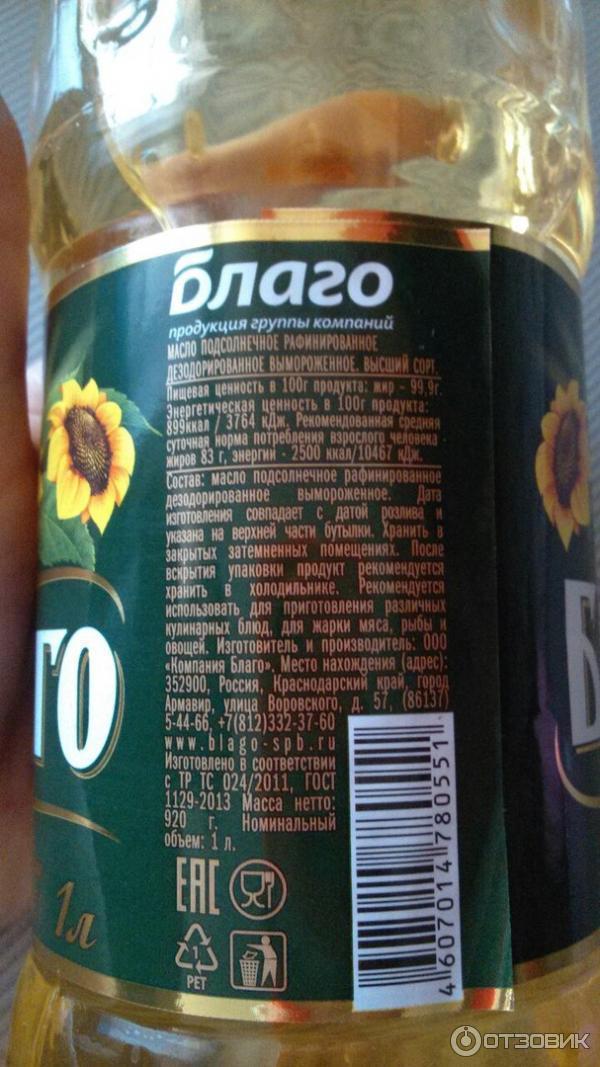 Благо
продукция группы компаний
МАСЛО ПОДСОЛНЕЧНОЕ РАФИНИРОВАННОЕ
ДЕЗОДОРИРОВАННОЕ ВЫМОРОЖЕННОЕ. ВЫСШИЙ СОРТ.
Пищевая ценность в 100г продукта: жир - 99,9г.
Энергетическая ценность в 100г продукта:
899ккал / 3764 кДж. Рекомендованная средняя
суточная норма потребления взрослого человека -
жиров 83 г, энергии - 2500 ккал/10467 кДж.
Состав: масло подсолнечное рафинированное
дезодорированное вымороженное. Дата
изготовления совпадает с датой розлива и
указана на верхней части бутылки. Хранить в
закрытых затемненных помещениях. После
вскрытия упаковки продукт рекомендуется
хранить в холодильнике. Рекомендуется
использовать для приготовления различных
кулинарных блюд, для жарки мяса, рыбы и
овощей. Изготовитель и производитель: ООО
«Компания Благо». Место нахождения (адрес):
352900, Россия, Краснодарский край, город
Армавир, улица Воровского, д. 57, (86137)
5-44-66, +7(812)332-37-60
www.blago-spb.ru
Изготовлено в соответствии
с ТР ТС 024/2011, ГОСТ
1129-2013 Масса нетто:
920 г. Номинальный
объем: 1 л.
ЕАС
1
PET
4607014780551
ГО
1л
Б
ОТЗОВИК